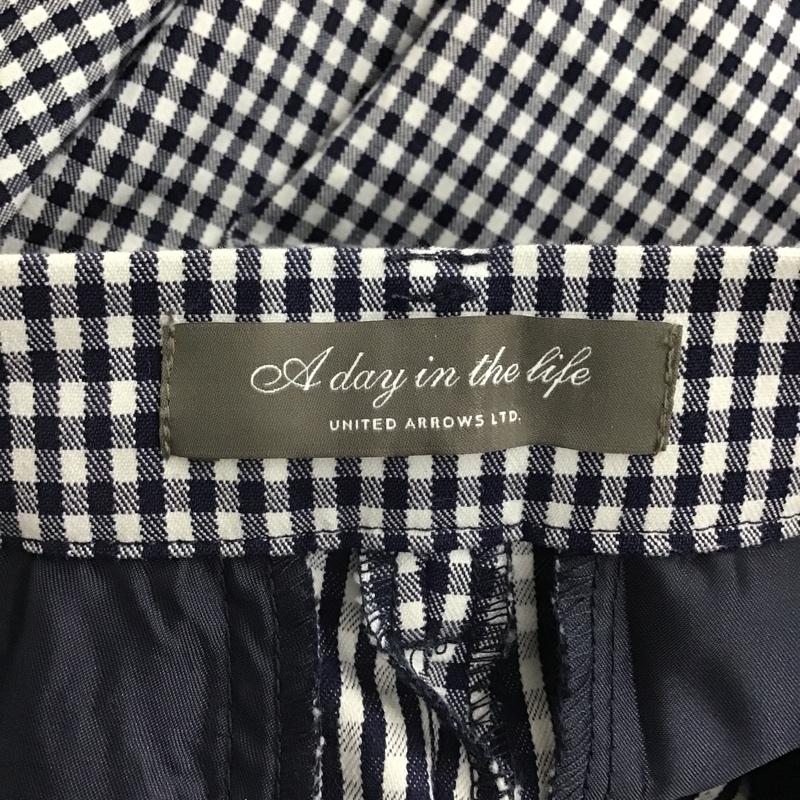 A day in the life
UNITED ARROWS LTD.